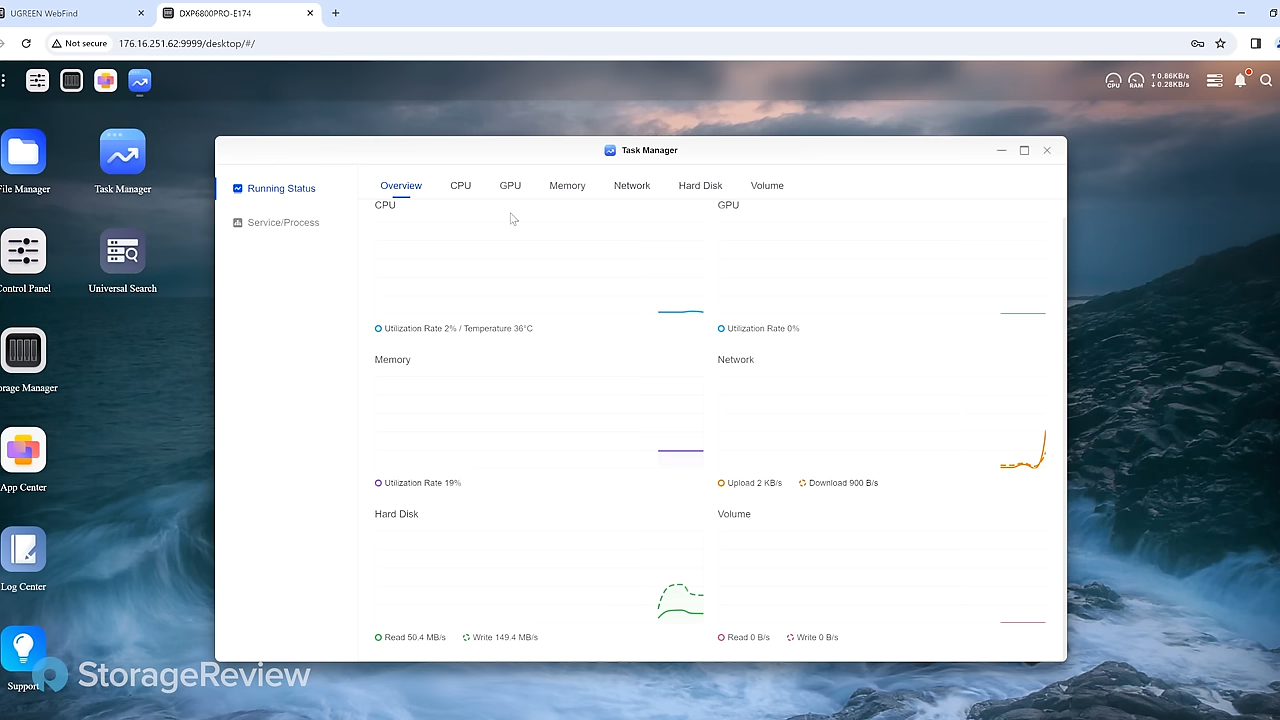 UGREEN WebFind
DXP6800PRO-E174
Not secure
176.16.251.62:9999/desktop/#/
CPU
RAM
↑ 0.86KB/s
↓ 0.28KB/s
File Manager
Task Manager
Control Panel
Universal Search
Storage Manager
App Center
Log Center
Support
Task Manager
Running Status
Service/Process
Overview CPU GPU Memory Network Hard Disk Volume
CPU
Utilization Rate 2% / Temperature 36°C
GPU
Utilization Rate 0%
Memory
Utilization Rate 19%
Network
Upload 2 KB/s Download 900 B/s
Hard Disk
Read 50.4 MB/s Write 149.4 MB/s
Volume
Read 0 B/s Write 0 B/s
StorageReview